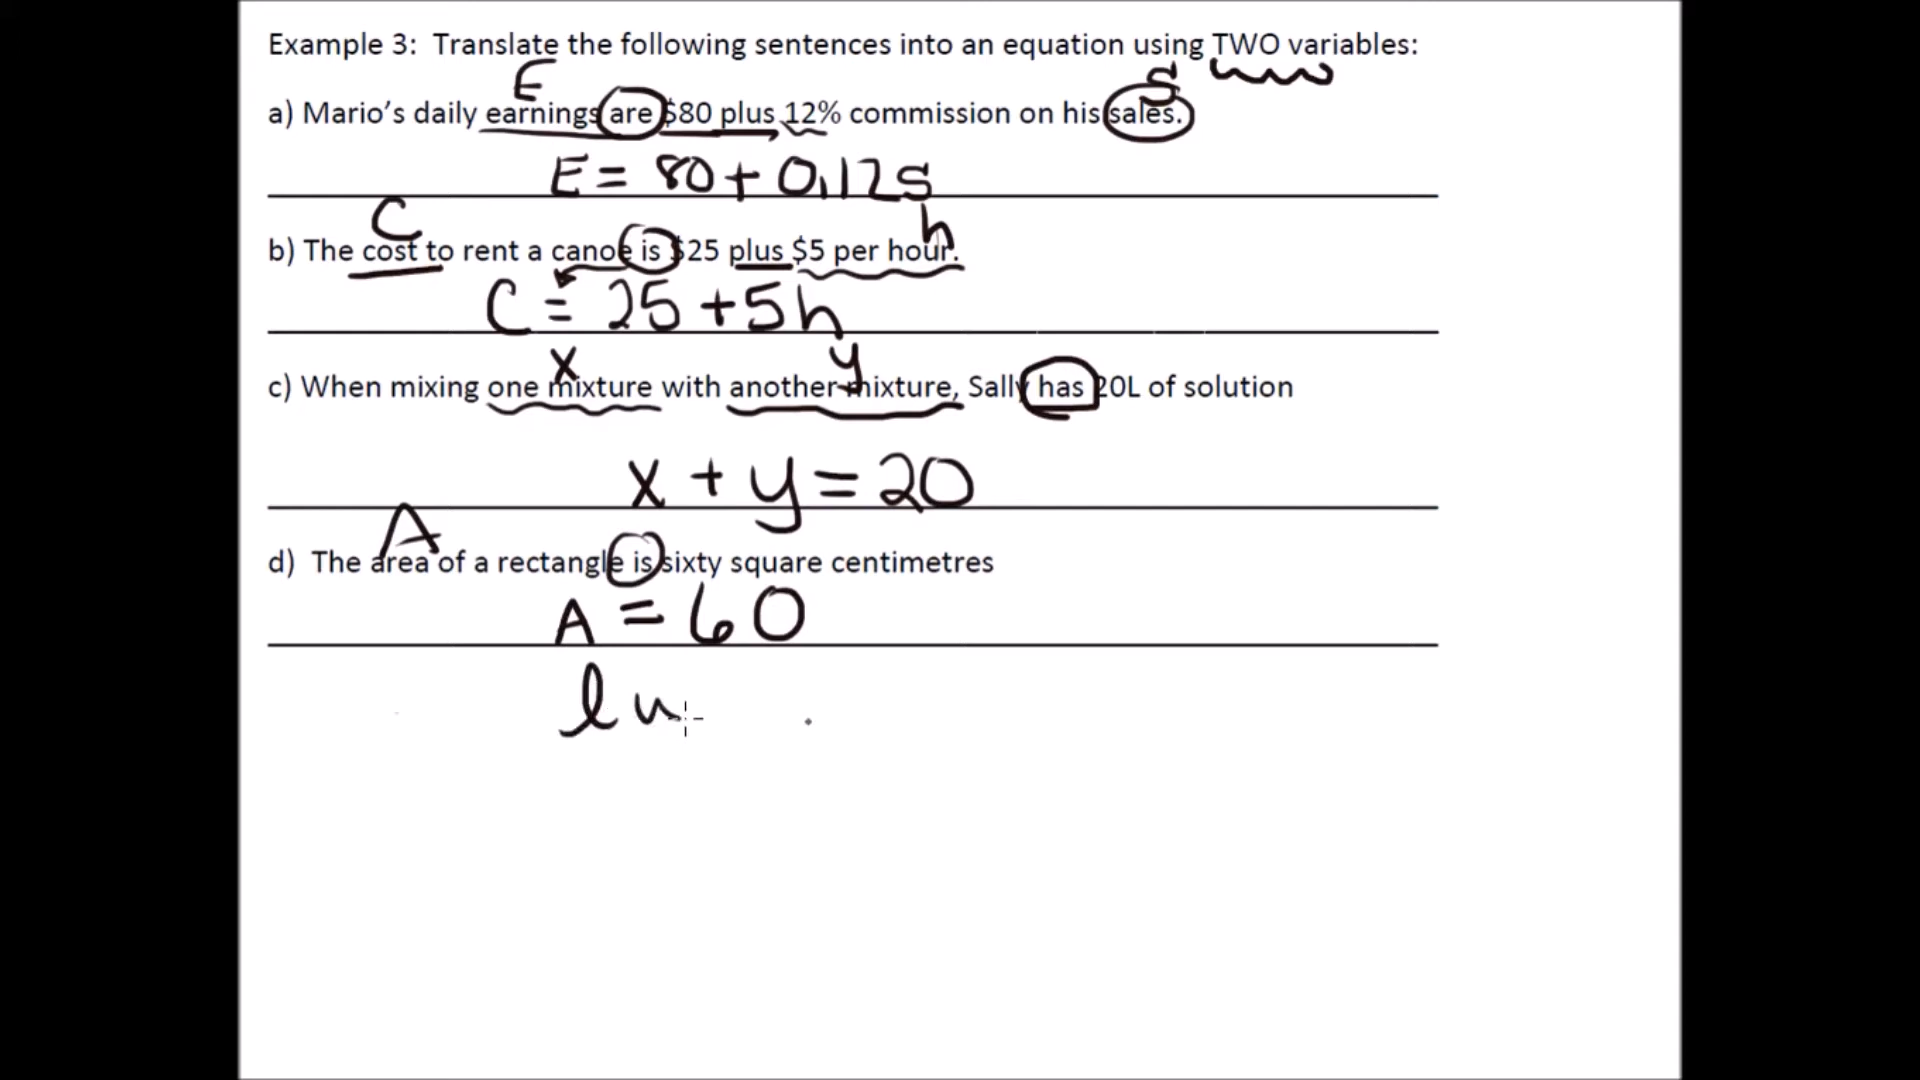 Example 3: Translate the following sentences into an equation using TWO variables:
E S
a) Mario's daily earnings are $80 plus 12% commission on his sales.
E = 80 + 0.12s
C h
b) The cost to rent a canoe is $25 plus $5 per hour.
C = 25 + 5h
x y
c) When mixing one mixture with another mixture, Sally has 20L of solution
x + y = 20
A
d) The area of a rectangle is sixty square centimetres
A = 60
l